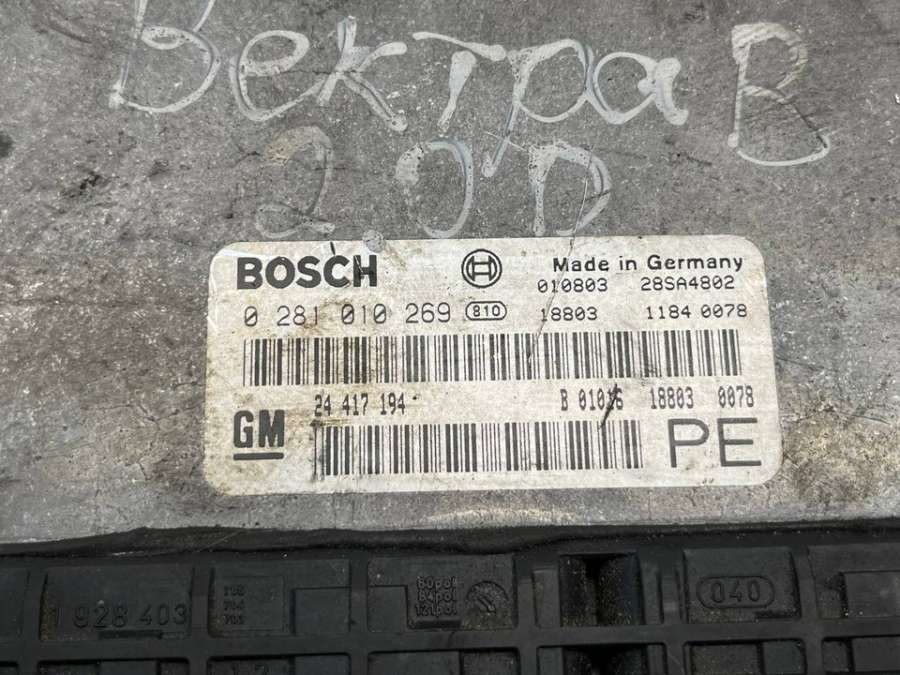 Вектра В
2.0D
BOSCH Made in Germany
010803 28SA4802
0 281 010 269 810 18803 1184 0078
24 417 194 B 01016 18803 0078
GM PE
1 928 403
040